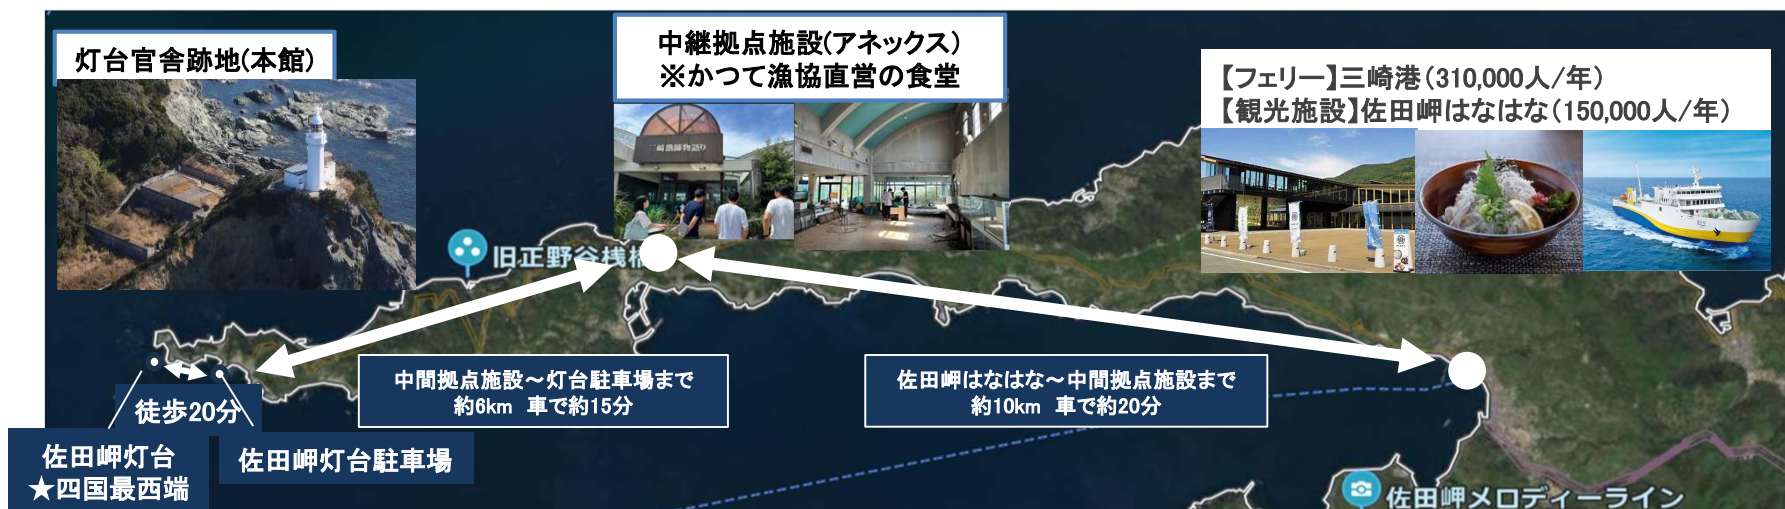 灯台官舎跡地(本館)
中継拠点施設(アネックス)
※かつて漁協直営の食堂
【フェリー】三崎港(310,000人/年)
【観光施設】佐田岬はなはな(150,000人/年)
三崎漁師物語り
旧正野谷桟橋
中間拠点施設～灯台駐車場まで
約6km 車で約15分
佐田岬はなはな～中間拠点施設まで
約10km 車で約20分
徒歩20分
佐田岬灯台
★四国最西端
佐田岬灯台駐車場
佐田岬メロディーライン